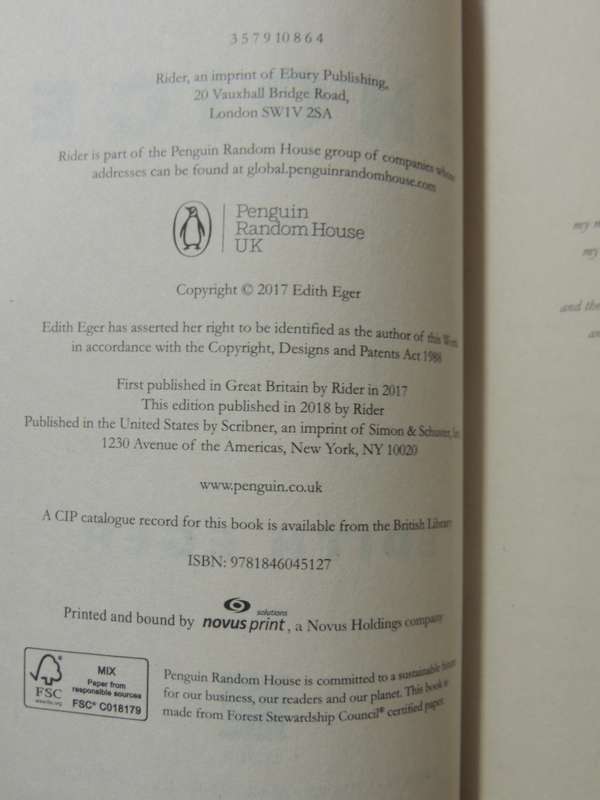 3 5 7 9 10 8 6 4
Rider, an imprint of Ebury Publishing,
20 Vauxhall Bridge Road,
London SW1V 2SA
Rider is part of the Penguin Random House group of companies whose
addresses can be found at global.penguinrandomhouse.com
Penguin
Random House
UK
Copyright © 2017 Edith Eger
Edith Eger has asserted her right to be identified as the author of this Work
in accordance with the Copyright, Designs and Patents Act 1988
First published in Great Britain by Rider in 2017
This edition published in 2018 by Rider
Published in the United States by Scribner, an imprint of Simon & Schuster, Inc.
1230 Avenue of the Americas, New York, NY 10020
www.penguin.co.uk
A CIP catalogue record for this book is available from the British Library
ISBN: 9781846045127
Printed and bound by novus print solutions, a Novus Holdings company
FSC
www.fsc.org
MIX
Paper from
responsible sources
FSC® C018179
Penguin Random House is committed to a sustainable future
for our business, our readers and our planet. This book is
made from Forest Stewardship Council® certified paper.
my
my
and the